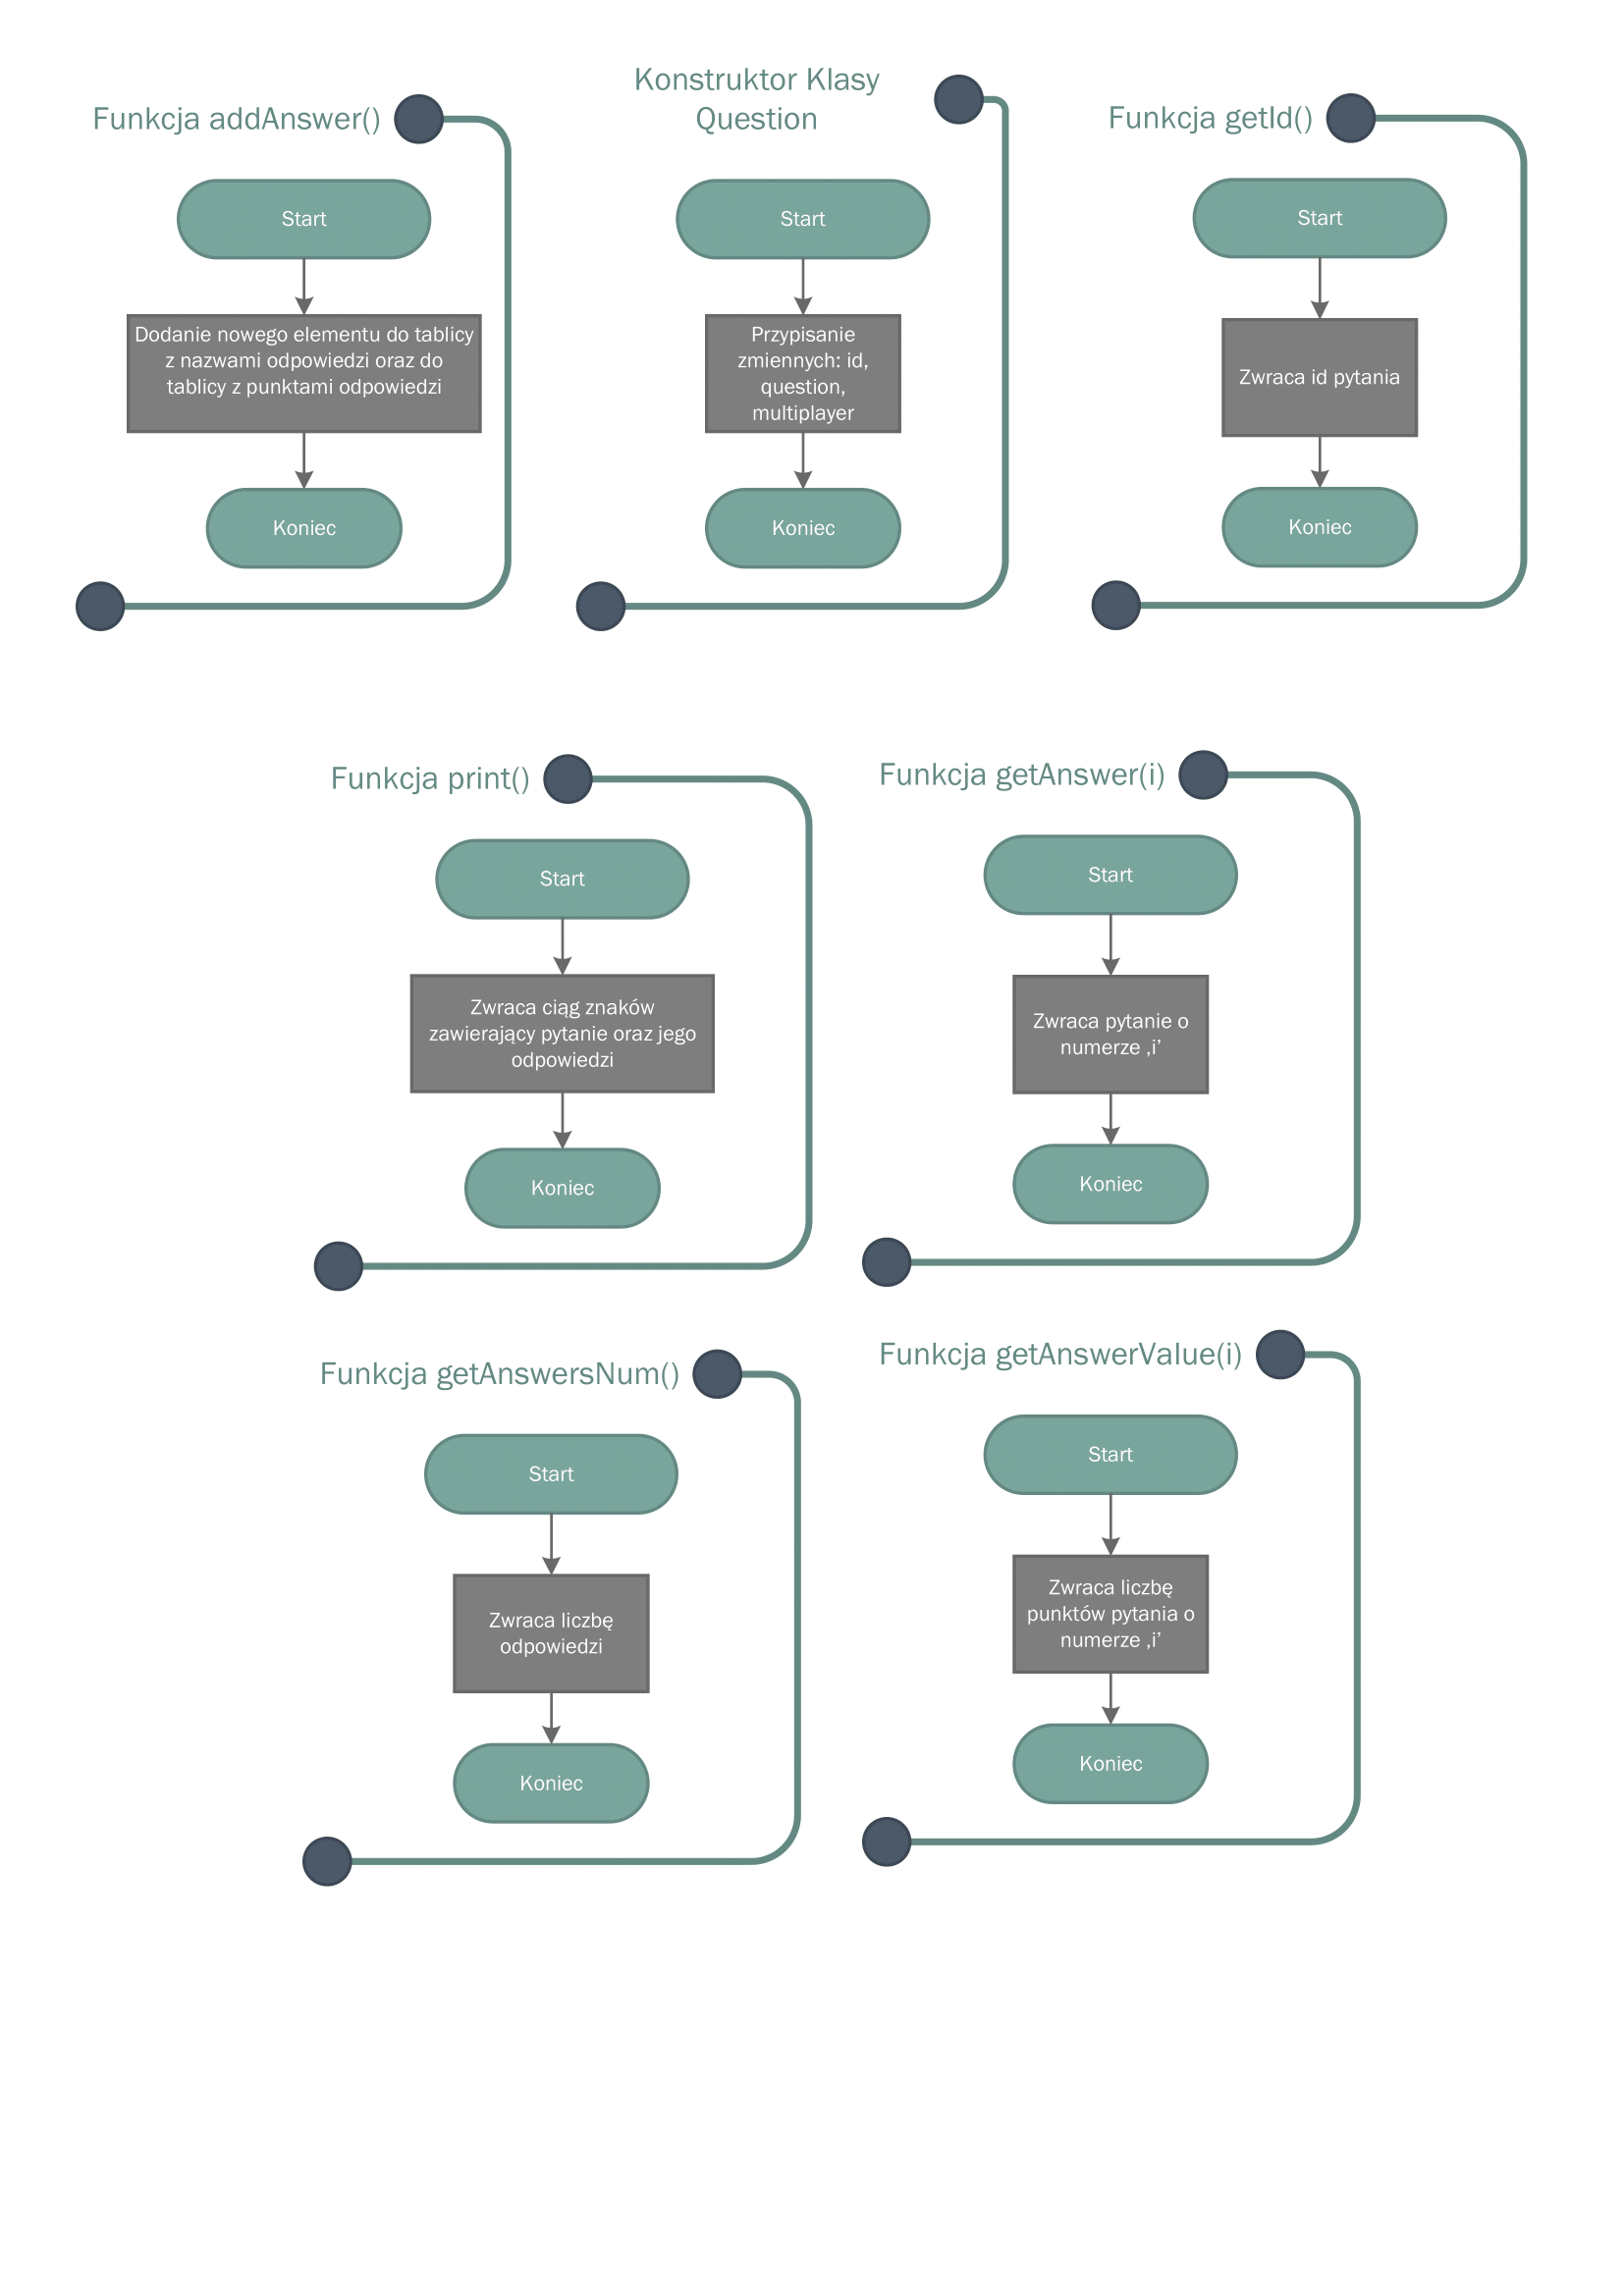 Funkcja addAnswer()
Start
Dodanie nowego elementu do tablicy
z nazwami odpowiedzi oraz do
tablicy z punktami odpowiedzi
Koniec
Konstruktor Klasy
Question
Start
Przypisanie
zmiennych: id,
question,
multiplayer
Koniec
Funkcja getId()
Start
Zwraca id pytania
Koniec
Funkcja print()
Start
Zwraca ciąg znaków
zawierający pytanie oraz jego
odpowiedzi
Koniec
Funkcja getAnswer(i)
Start
Zwraca pytanie o
numerze ‚i’
Koniec
Funkcja getAnswersNum()
Start
Zwraca liczbę
odpowiedzi
Koniec
Funkcja getAnswerValue(i)
Start
Zwraca liczbę
punktów pytania o
numerze ‚i’
Koniec